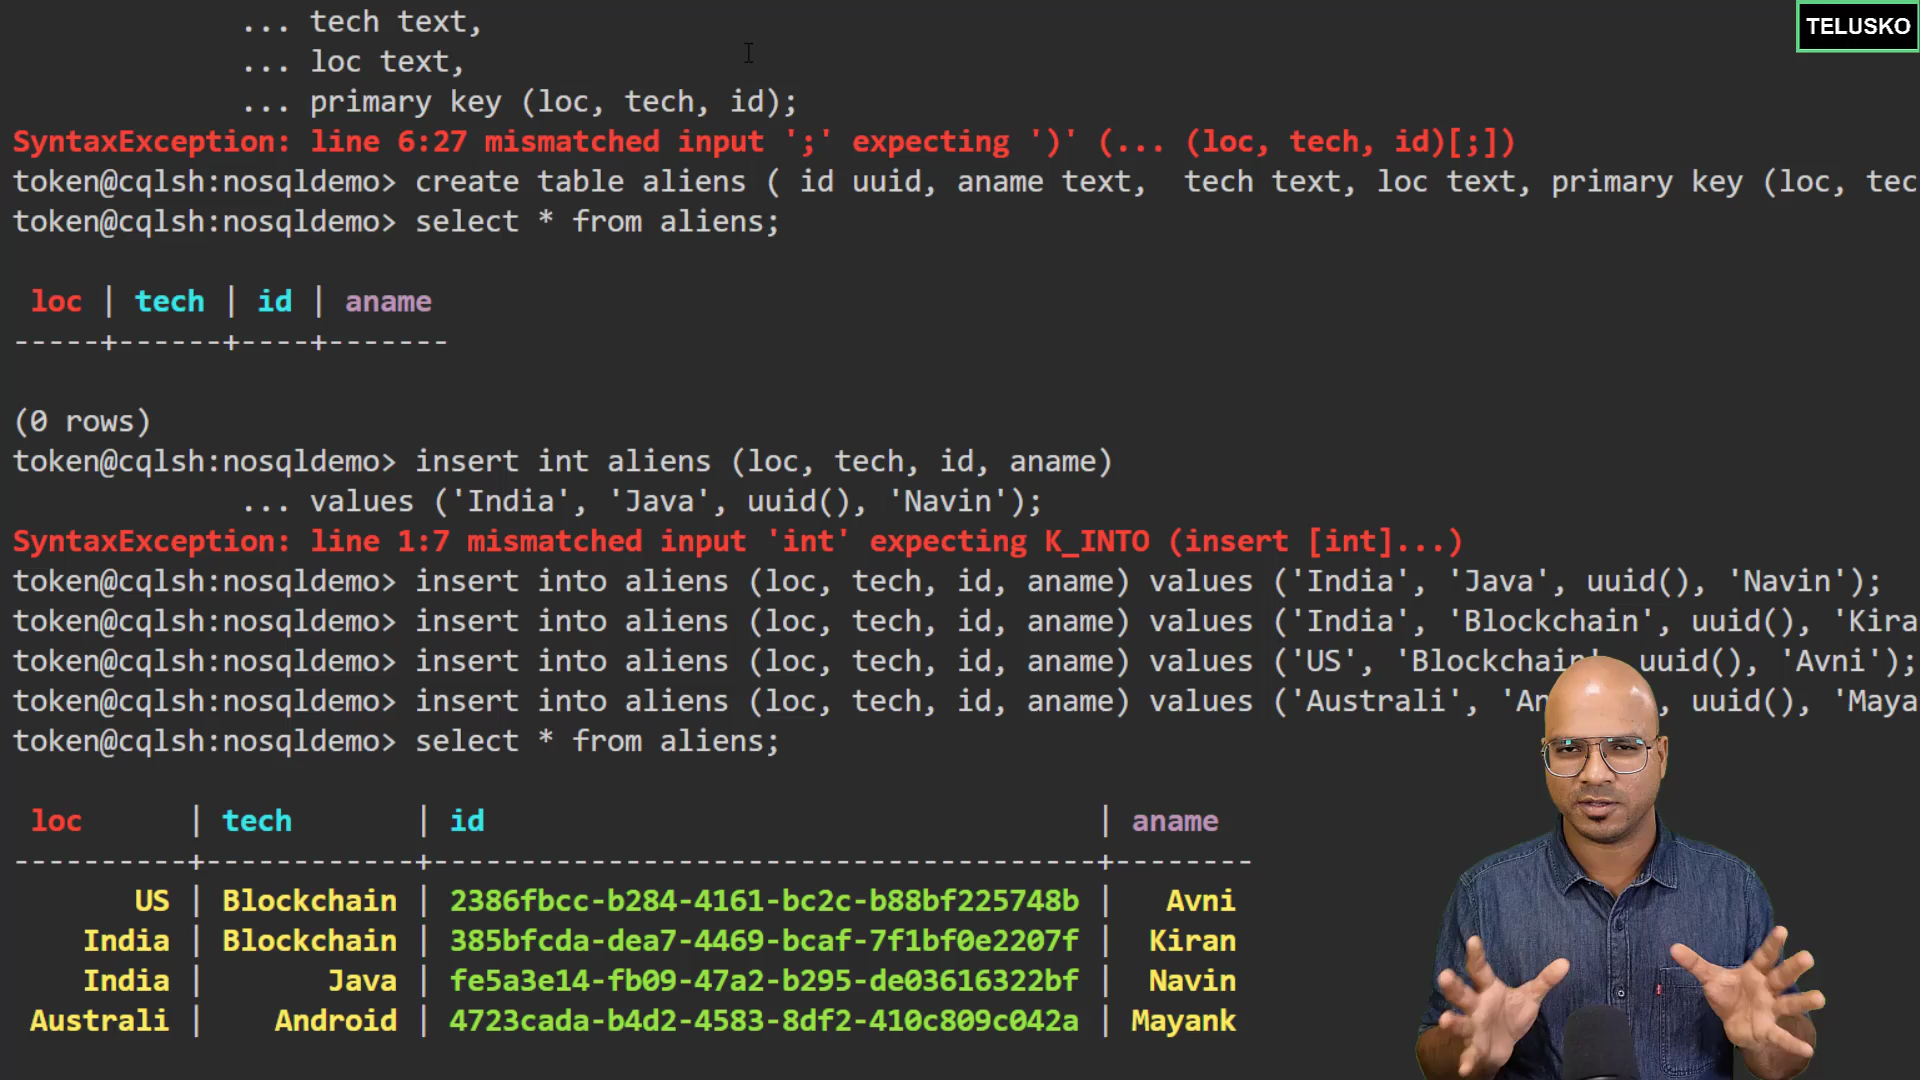 ... tech text,
TELUSKO
... loc text,
... primary key (loc, tech, id);
SyntaxException: line 6:27 mismatched input ';' expecting ')' (... (loc, tech, id)[;])
token@cqlsh:nosqldemo> create table aliens ( id uuid, aname text,  tech text, loc text, primary key (loc, tec
token@cqlsh:nosqldemo> select * from aliens;
loc | tech | id | aname
-----+------+----+-------
(0 rows)
token@cqlsh:nosqldemo> insert int aliens (loc, tech, id, aname)
... values ('India', 'Java', uuid(), 'Navin');
SyntaxException: line 1:7 mismatched input 'int' expecting K_INTO (insert [int]...)
token@cqlsh:nosqldemo> insert into aliens (loc, tech, id, aname) values ('India', 'Java', uuid(), 'Navin');
token@cqlsh:nosqldemo> insert into aliens (loc, tech, id, aname) values ('India', 'Blockchain', uuid(), 'Kira
token@cqlsh:nosqldemo> insert into aliens (loc, tech, id, aname) values ('US', 'Blockchain', uuid(), 'Avni');
token@cqlsh:nosqldemo> insert into aliens (loc, tech, id, aname) values ('Australi', uuid(), 'Maya
token@cqlsh:nosqldemo> select * from aliens;
loc | tech | id | aname
----------+------------+--------------------------------------+--------
US | Blockchain | 2386fbcc-b284-4161-bc2c-b88bf225748b | Avni
India | Blockchain | 385bfcda-dea7-4469-bcaf-7f1bf0e2207f | Kiran
India | Java | fe5a3e14-fb09-47a2-b295-de03616322bf | Navin
Australi | Android | 4723cada-b4d2-4583-8df2-410c809c042a | Mayank